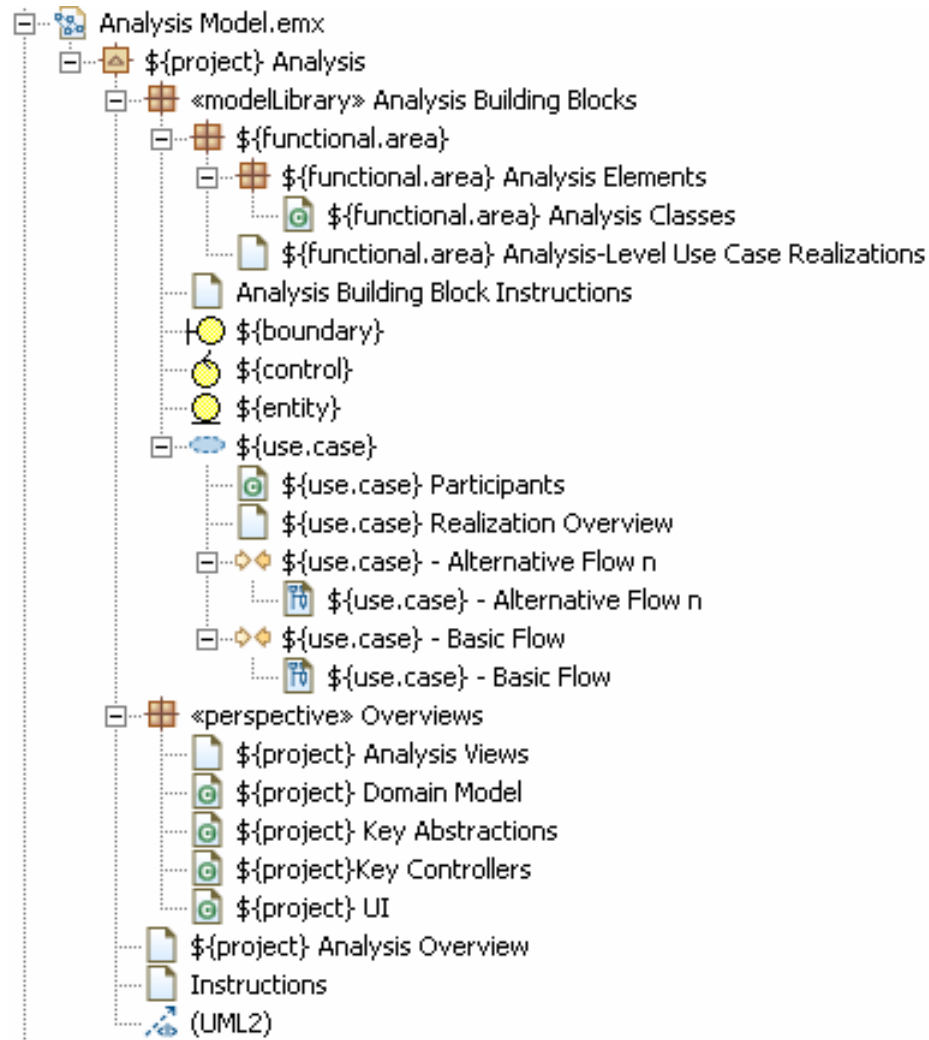 Analysis Model.emx
${project} Analysis
«modelLibrary» Analysis Building Blocks
${functional.area}
${functional.area} Analysis Elements
${functional.area} Analysis Classes
${functional.area} Analysis-Level Use Case Realizations
Analysis Building Block Instructions
${boundary}
${control}
${entity}
${use.case}
${use.case} Participants
${use.case} Realization Overview
${use.case} - Alternative Flow n
${use.case} - Alternative Flow n
${use.case} - Basic Flow
${use.case} - Basic Flow
«perspective» Overviews
${project} Analysis Views
${project} Domain Model
${project} Key Abstractions
${project}Key Controllers
${project} UI
${project} Analysis Overview
Instructions
(UML2)